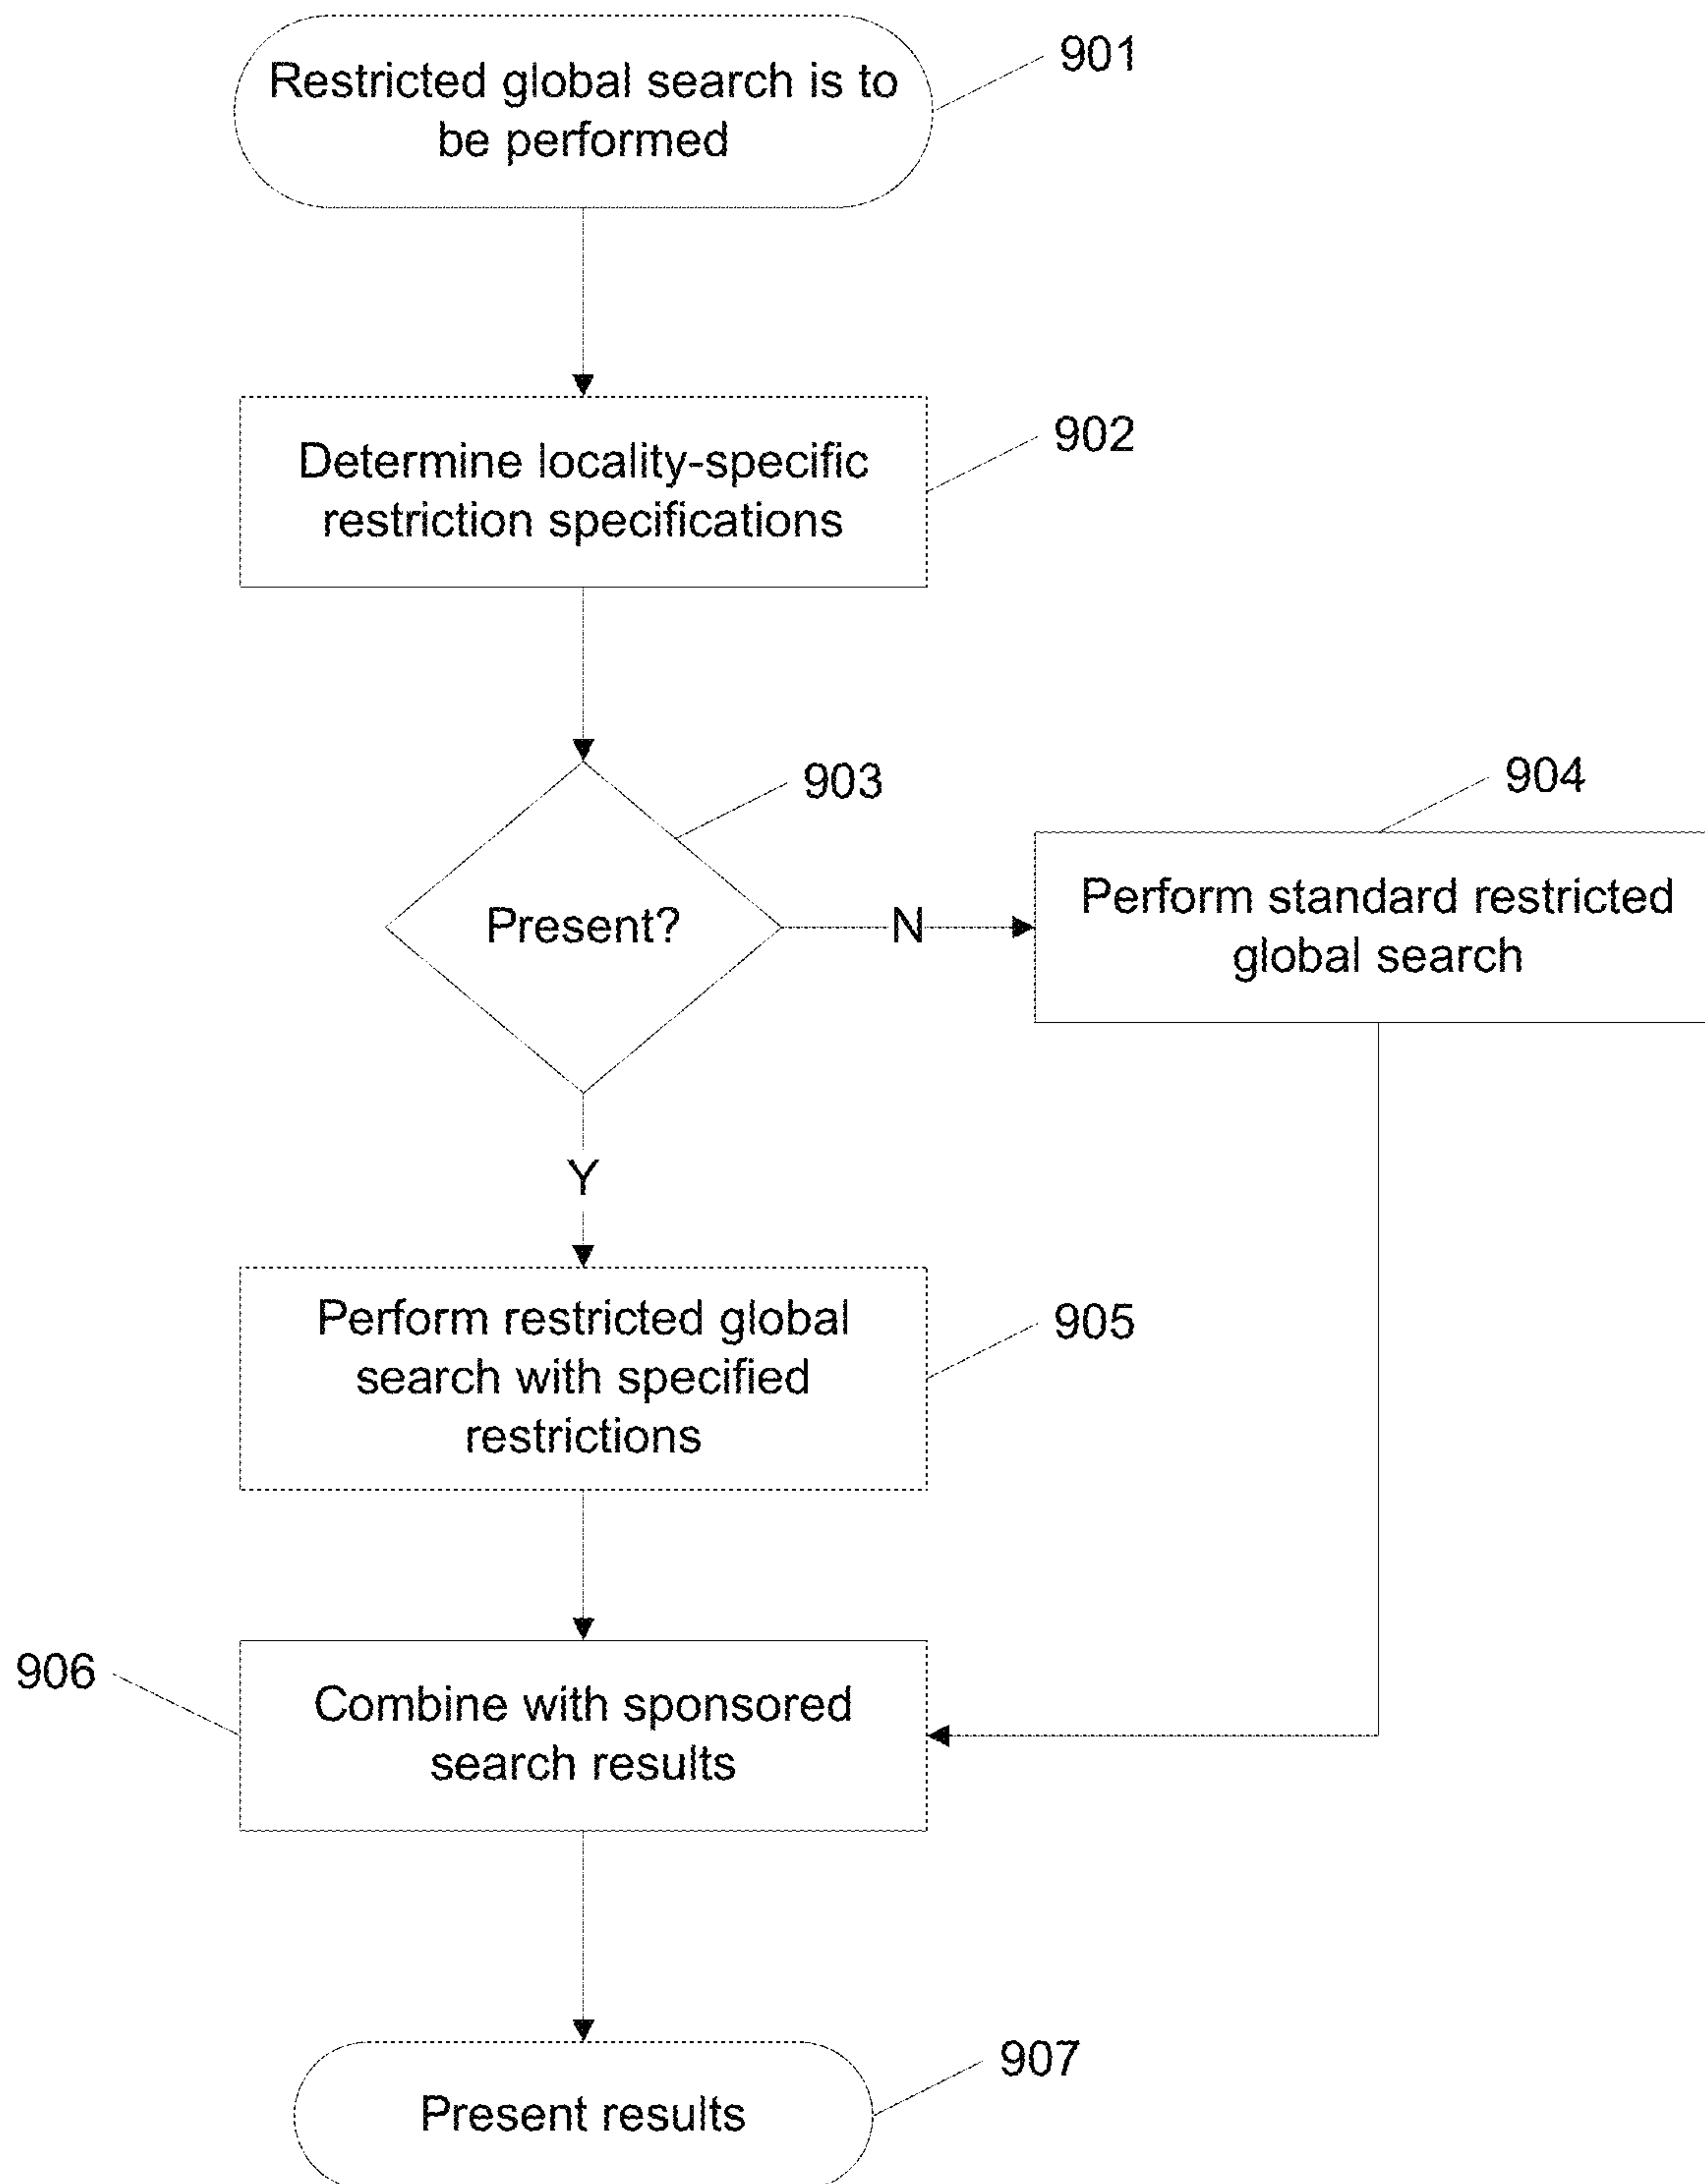 Restricted global search is to
be performed
901
Determine locality-specific
restriction specifications
902
903
Present?
N
904
Perform standard restricted
global search
Y
Perform restricted global
search with specified
restrictions
905
906
Combine with sponsored
search results
907
Present results